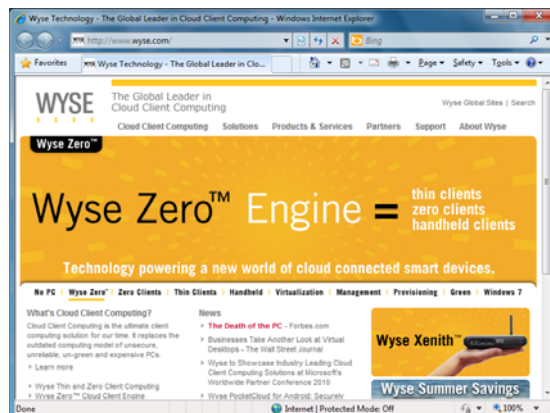 Wyse Technology - The Global Leader in Cloud Client Computing - Windows Internet Explorer
http://www.wyse.com/
Bing
Favorites
Wyse Technology - The Global Leader in Clo...
Page
Safety
Tools
WYSE
The Global Leader in
Cloud Client Computing
Wyse Global Sites | Search
Cloud Client Computing Solutions Products & Services Partners Support About Wyse
Wyse Zero™
Wyse Zero™ Engine =
thin clients
zero clients
handheld clients
Technology powering a new world of cloud connected smart devices.
No PC | Wyse Zero™ | Zero Clients | Thin Clients | Handheld | Virtualization | Management | Provisioning | Green | Windows 7
What's Cloud Client Computing?
Cloud Client Computing is the ultimate client
computing solution for our time. It replaces the
outdated computing model of unsecure,
unreliable, un-green and expensive PCs.
Learn more
Wyse Thin and Zero Client Computing
Wyse Zero™ Cloud Client Engine
News
The Death of the PC - Forbes.com
Businesses Take Another Look at Virtual
Desktops - The Wall Street Journal
Wyse to Showcase Industry Leading Cloud
Client Computing Solutions at Microsoft's
Worldwide Partner Conference 2010
Wyse PocketCloud for Android: Securely
Wyse Xenith™
Wyse Summer Savings
Done
Internet | Protected Mode: Off
100%